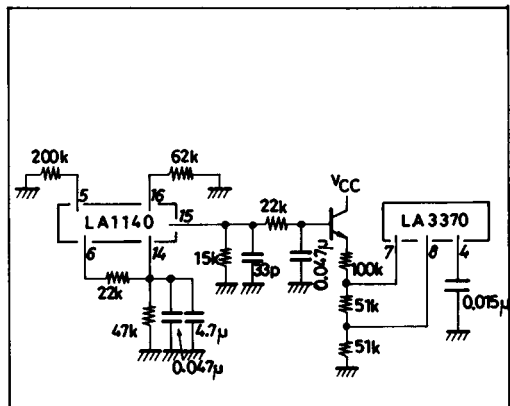 200k
62k
5
16
15
LA1140
6
14
22k
15k
33p
0.047μ
VCC
100k
LA3370
7
8
4
22k
47k
4.7μ
0.047μ
51k
51k
0.015μ